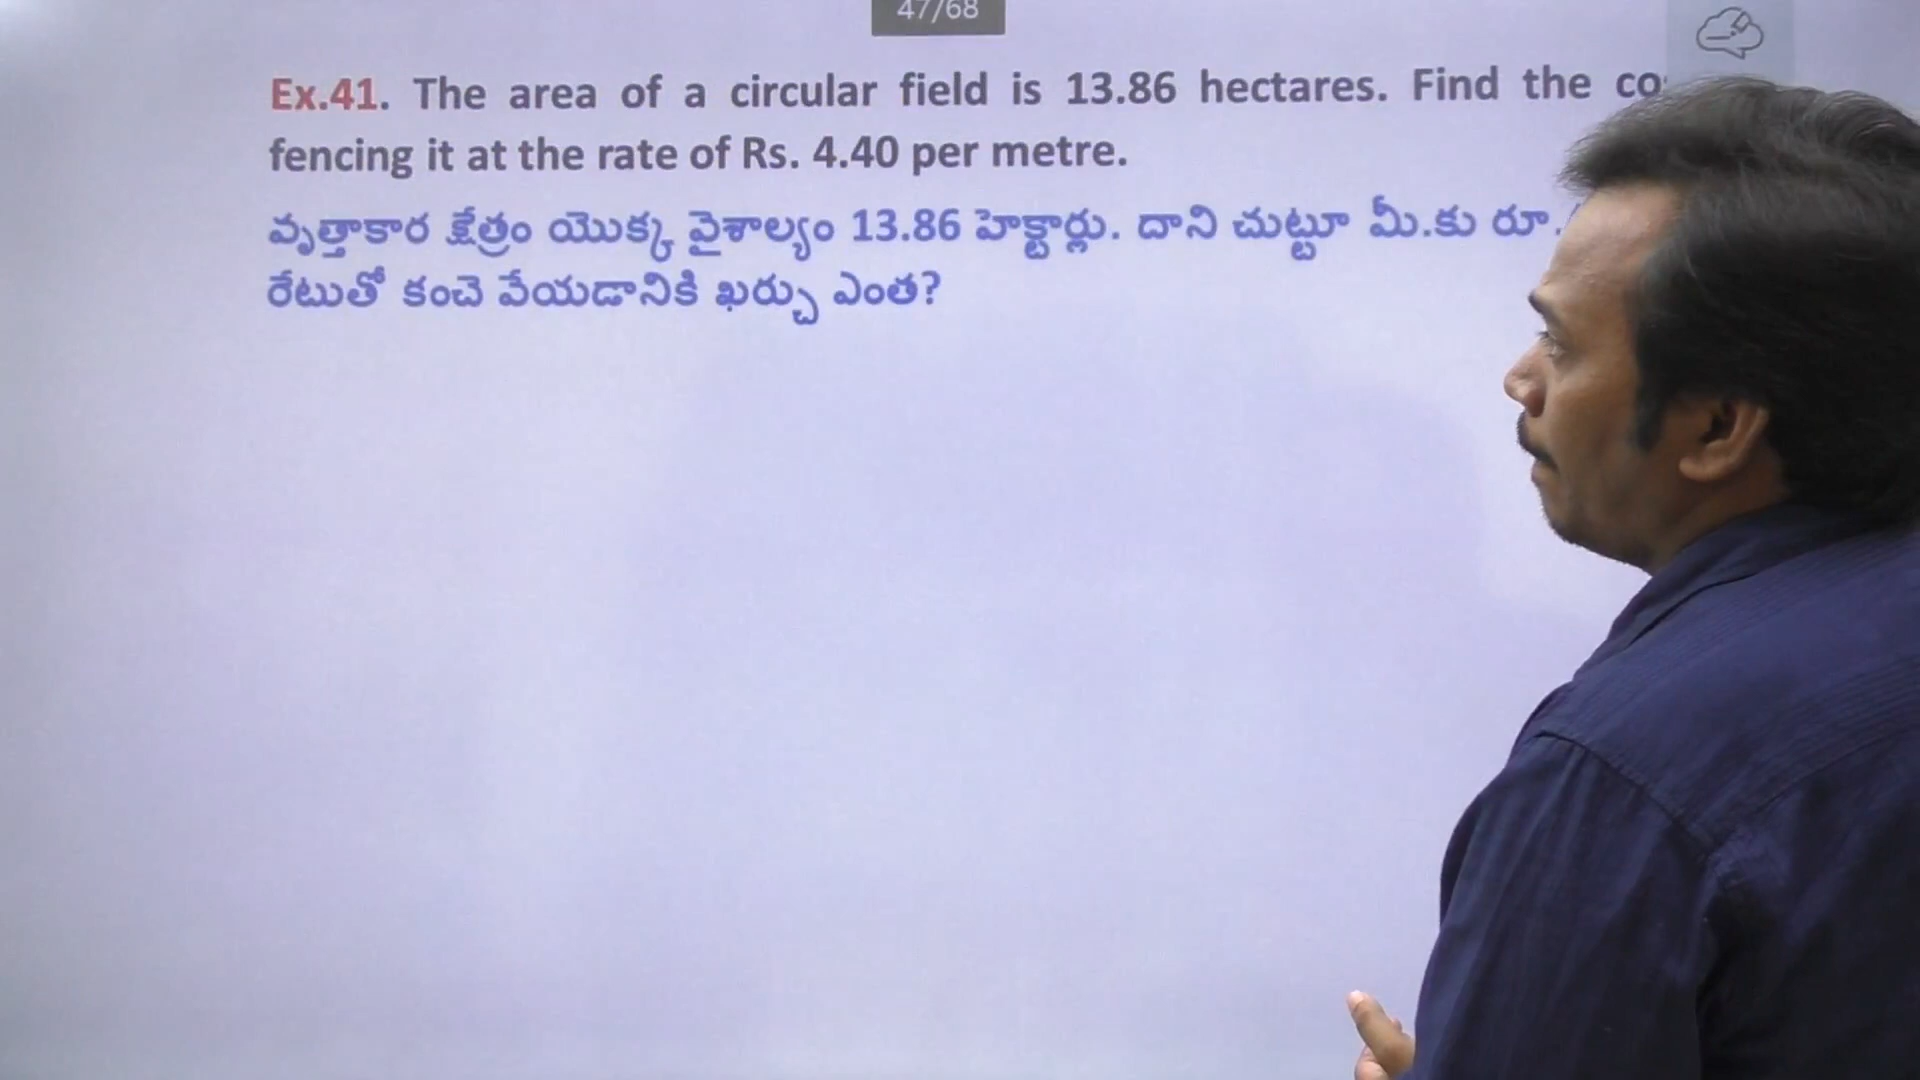 47/68
Ex.41. The area of a circular field is 13.86 hectares. Find the
fencing it at the rate of Rs. 4.40 per metre.
వృత్తాకార క్షేత్రం యొక్క వైశాల్యం 13.86 హెక్టార్లు. దాని చుట్టూ మీ.కు రూ.
రేటుతో కంచె వేయడానికి ఖర్చు ఎంత?